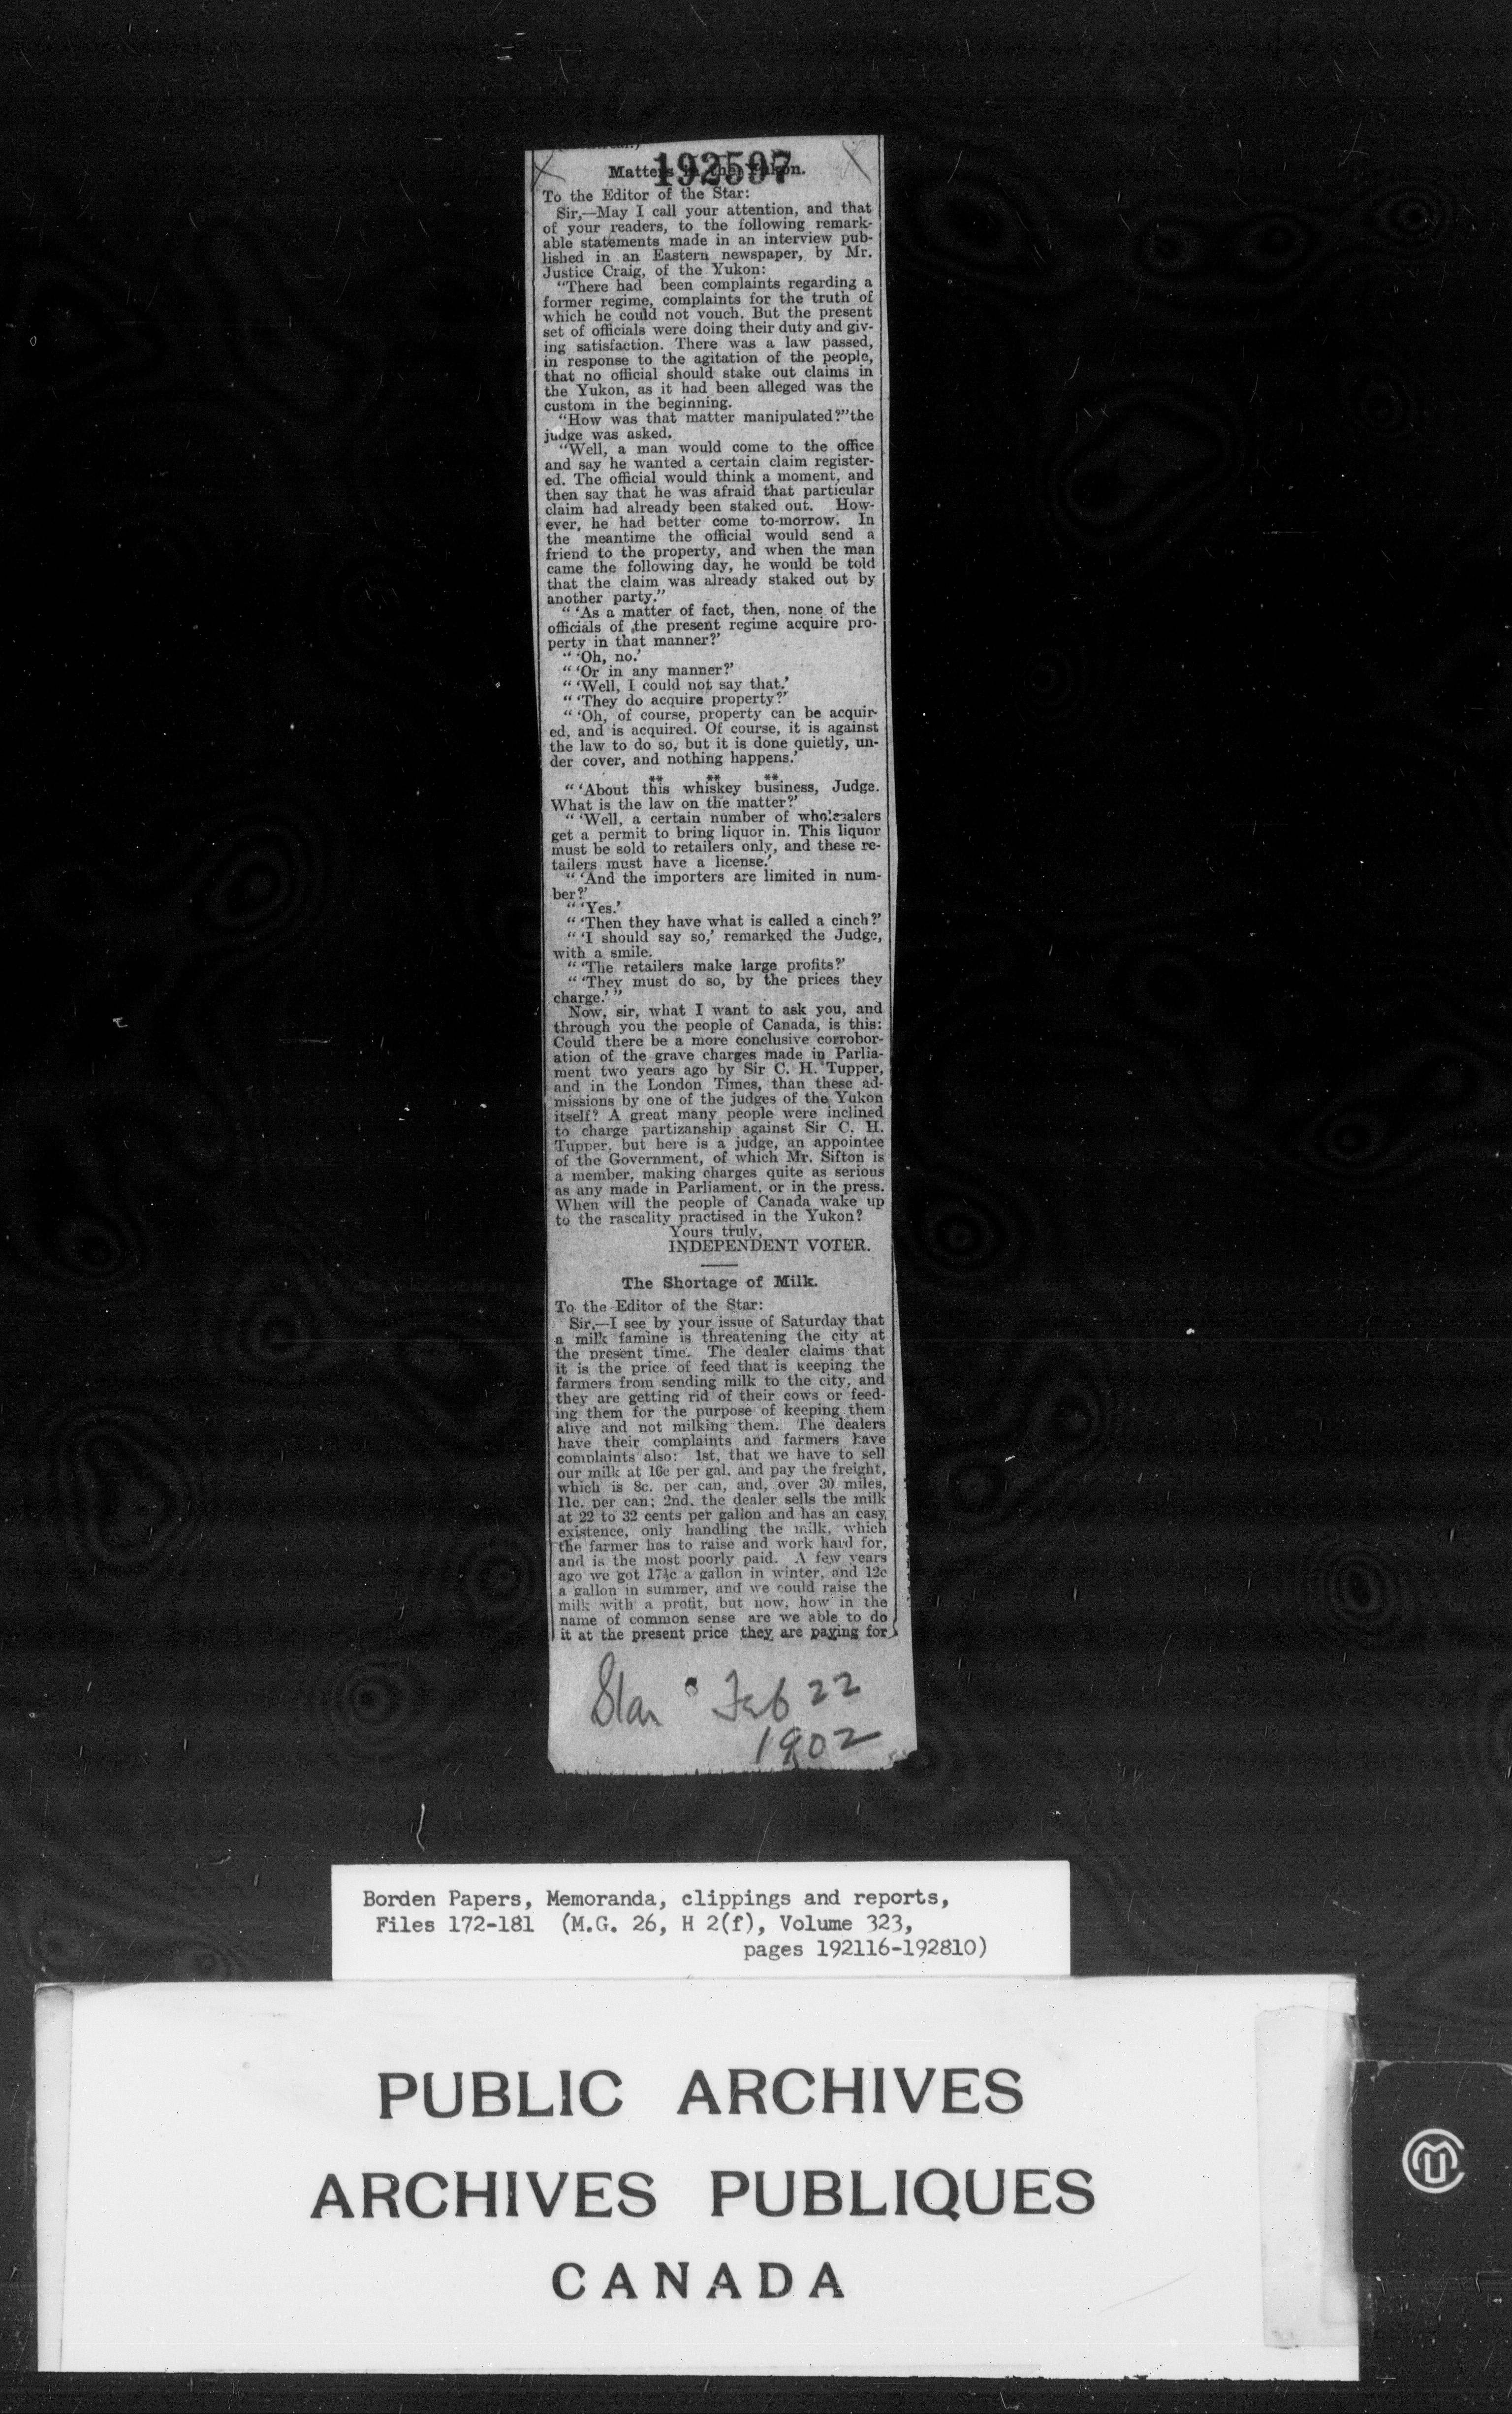 192597
Matters in the Yukon.
To the Editor of the Star:
Sir,—May I call your attention, and that
of your readers, to the following remark-
able statements made in an interview pub-
lished in an Eastern newspaper, by Mr.
Justice Craig, of the Yukon:
"There had been complaints regarding a
former regime, complaints for the truth of
which he could not vouch. But the present
set of officials were doing their duty and giv-
ing satisfaction. There was a law passed,
in response to the agitation of the people,
that no official should stake out claims in
the Yukon, as it had been alleged was the
custom in the beginning.
"How was that matter manipulated?" the
judge was asked.
"Well, a man would come to the office
and say he wanted a certain claim register-
ed. The official would think a moment, and
then say that he was afraid that particular
claim had already been staked out. How-
ever, he had better come to-morrow. In
the meantime the official would send a
friend to the property, and when the man
came the following day, he would be told
that the claim was already staked out by
another party."
"'As a matter of fact, then, none of the
officials of the present regime acquire pro-
perty in that manner?'
"'Oh, no.'
"'Or in any manner?'
"'Well, I could not say that.'
"'They do acquire property?'
"'Oh, of course, property can be acquir-
ed, and is acquired. Of course, it is against
the law to do so, but it is done quietly, un-
der cover, and nothing happens.'
** ** **
"'About this whiskey business, Judge.
What is the law on the matter?'
"'Well, a certain number of wholesalers
get a permit to bring liquor in. This liquor
must be sold to retailers only, and these re-
tailers must have a license.'
"'And the importers are limited in num-
ber?'
"'Yes.'
"'Then they have what is called a cinch?'
"'I should say so,' remarked the Judge,
with a smile.
"'The retailers make large profits?'
"'They must do so, by the prices they
charge.'"
Now, sir, what I want to ask you, and
through you the people of Canada, is this:
Could there be a more conclusive corrobor-
ation of the grave charges made in Parlia-
ment two years ago by Sir C. H. Tupper,
and in the London Times, than these ad-
missions by one of the judges of the Yukon
itself? A great many people were inclined
to charge partizanship against Sir C. H.
Tupper, but here is a judge, an appointee
of the Government, of which Mr. Sifton is
a member, making charges quite as serious
as any made in Parliament, or in the press.
When will the people of Canada wake up
to the rascality practised in the Yukon?
Yours truly,
INDEPENDENT VOTER.
The Shortage of Milk.
To the Editor of the Star:
Sir,—I see by your issue of Saturday that
a milk famine is threatening the city at
the present time. The dealer claims that
it is the price of feed that is keeping the
farmers from sending milk to the city, and
they are getting rid of their cows or feed-
ing them for the purpose of keeping them
alive and not milking them. The dealers
have their complaints and farmers have
complaints also: 1st, that we have to sell
our milk at 16c per gal. and pay the freight,
which is 8c. per can, and, over 30 miles,
11c. per can; 2nd. the dealer sells the milk
at 22 to 32 cents per gallon and has an easy
existence, only handling the milk, which
the farmer has to raise and work hard for,
and is the most poorly paid. A few years
ago we got 17½c a gallon in winter, and 12c
a gallon in summer, and we could raise the
milk with a profit, but now, how in the
name of common sense are we able to do
it at the present price they are paying for
Star Feb 22
1902
Borden Papers, Memoranda, clippings and reports,
Files 172-181 (M.G. 26, H 2(f), Volume 323,
pages 192116-192810)
PUBLIC ARCHIVES
ARCHIVES PUBLIQUES
CANADA